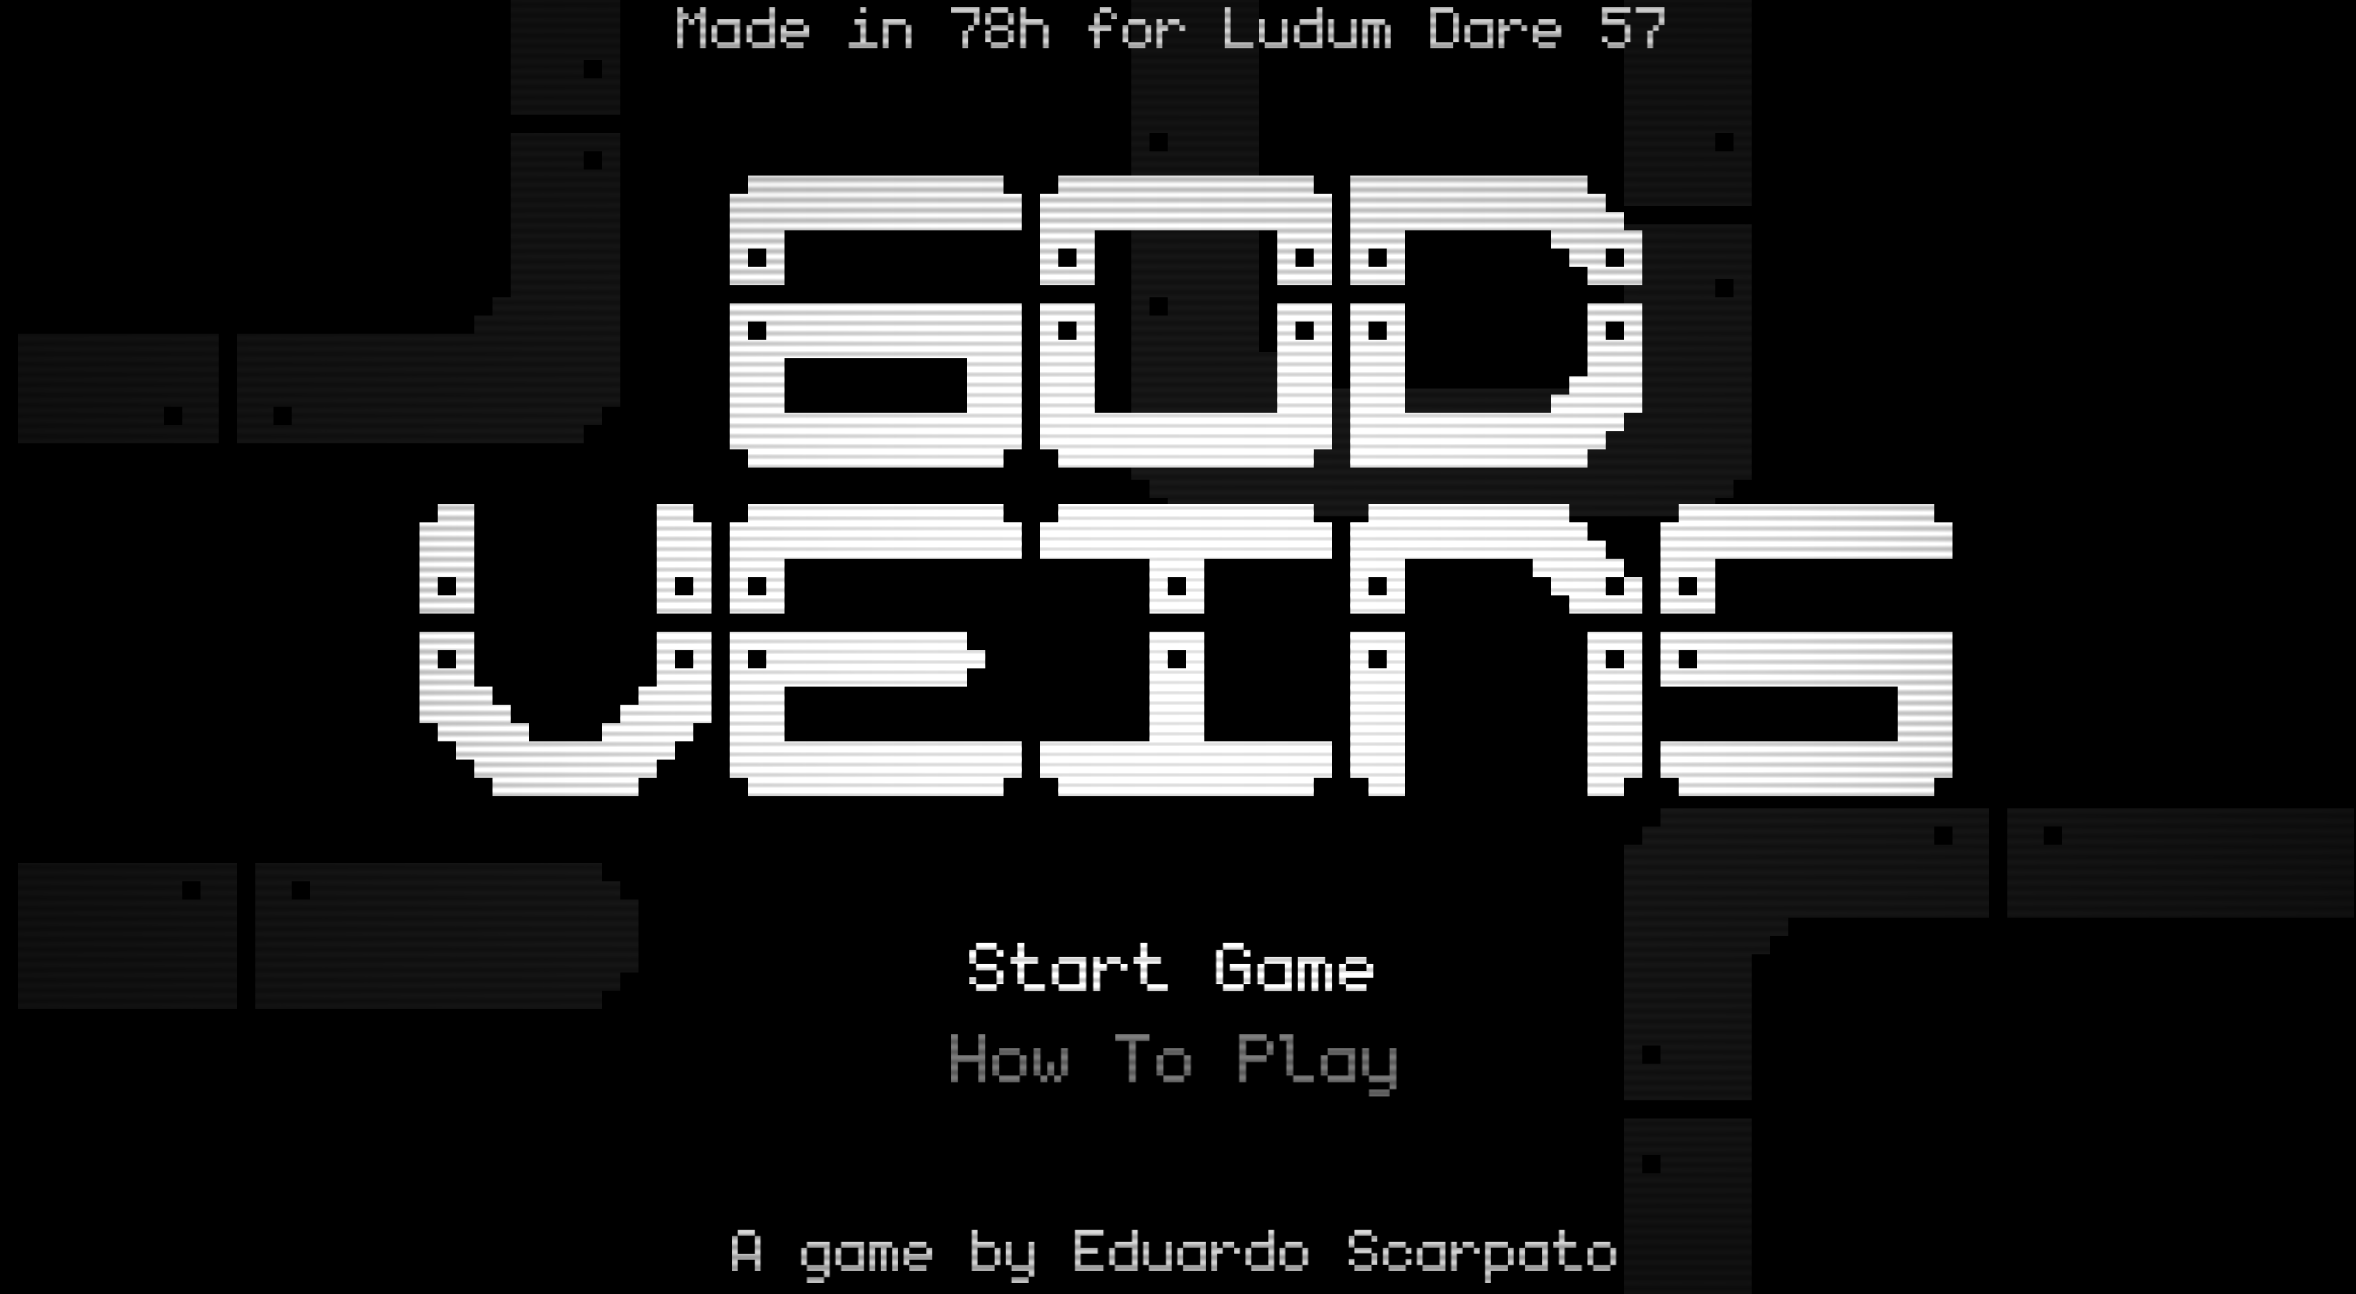 Made in 78h for Ludum Dare 57
GOD
VEINS
Start Game
How To Play
A game by Eduardo Scarpato